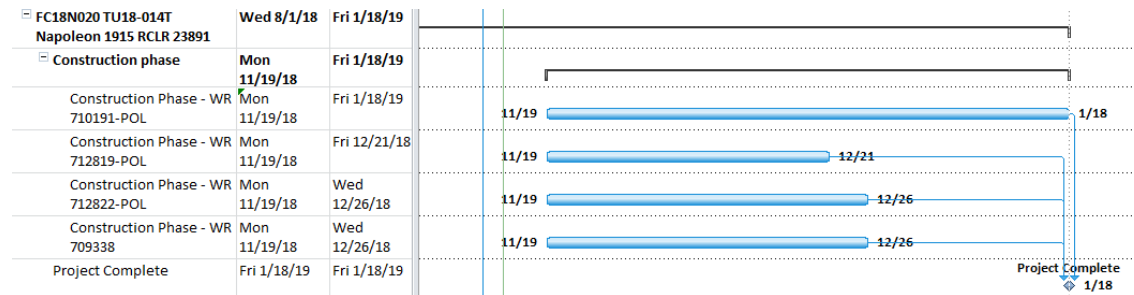 FC18N020 TU18-014T Wed 8/1/18 Fri 1/18/19
Napoleon 1915 RCLR 23891
Construction phase Mon Fri 1/18/19
11/19/18
Construction Phase - WR Mon Fri 1/18/19
710191-POL 11/19/18
11/19 1/18
Construction Phase - WR Mon Fri 12/21/18
712819-POL 11/19/18
11/19 12/21
Construction Phase - WR Mon Wed
712822-POL 11/19/18 12/26/18
11/19 12/26
Construction Phase - WR Mon Wed
709338 11/19/18 12/26/18
11/19 12/26
Project Complete Fri 1/18/19 Fri 1/18/19
Project Complete
1/18